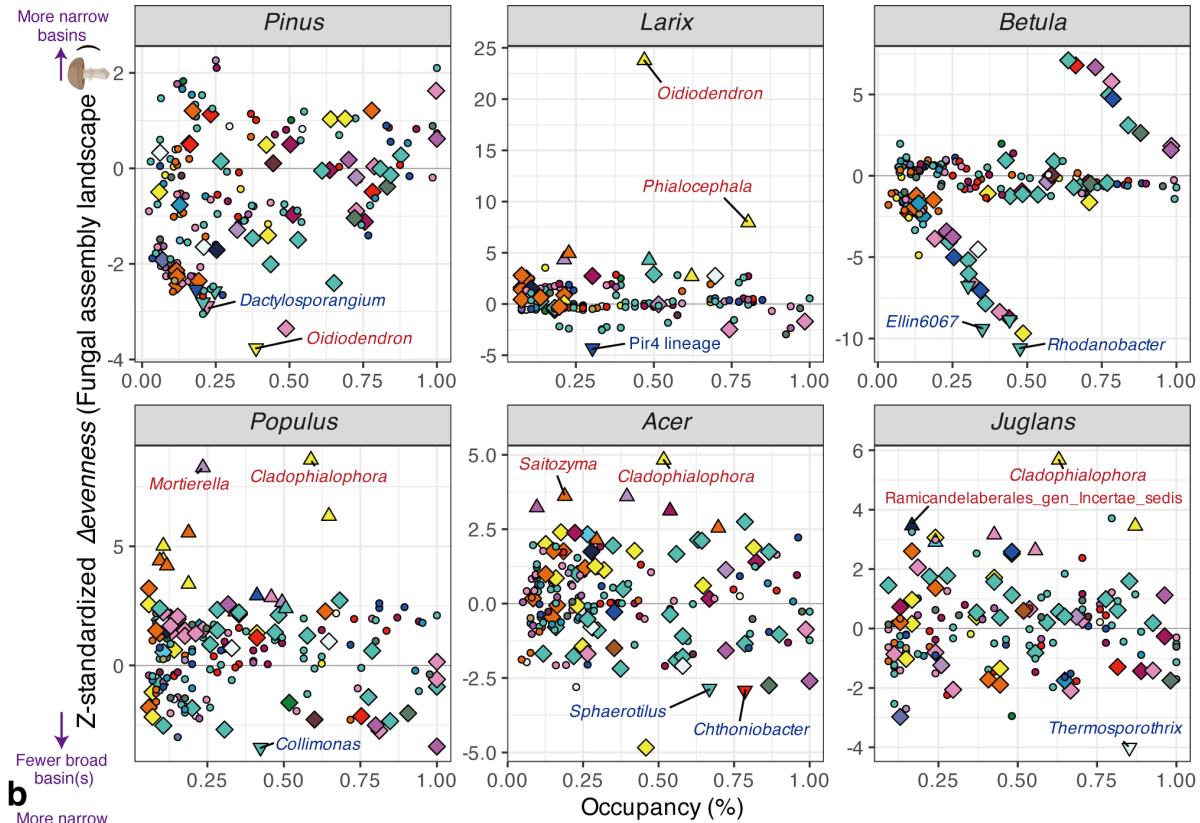 More narrow
basins
Pinus
Larix
Betula
Z-standardized Δevenness (Fungal assembly landscape )
2
0
-2
-4
0.00
0.25
0.50
0.75
1.00
Dactylosporangium
Oidiodendron
25
20
15
10
5
0
-5
0.25
0.50
0.75
1.00
Oidiodendron
Phialocephala
Pir4 lineage
5
0
-5
-10
0.00
0.25
0.50
0.75
1.00
Ellin6067
Rhodanobacter
Populus
Acer
Juglans
5
0
0.25
0.50
0.75
1.00
Mortierella
Cladophialophora
Collimonas
5.0
2.5
0.0
-2.5
-5.0
0.00
0.25
0.50
0.75
1.00
Saitozyma
Cladophialophora
Sphaerotilus
Chthoniobacter
6
4
2
0
-2
-4
0.25
0.50
0.75
1.00
Cladophialophora
Ramicandelaberales_gen_Incertae_sedis
Thermosporothrix
Fewer broad
basin(s)
Occupancy (%)
b
More narrow